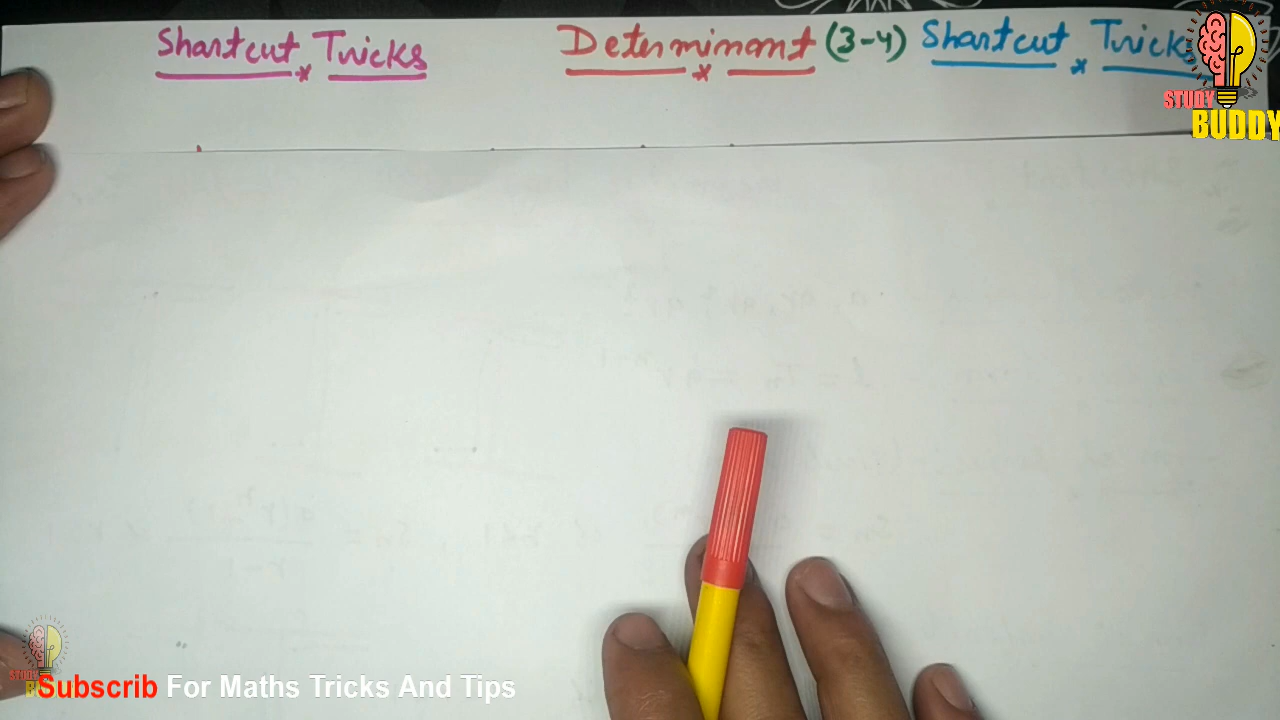 Shartcut Tricks Determinant (3-4) Shartcut Tricks
STUDY
BUDDY
Subscrib For Maths Tricks And Tips